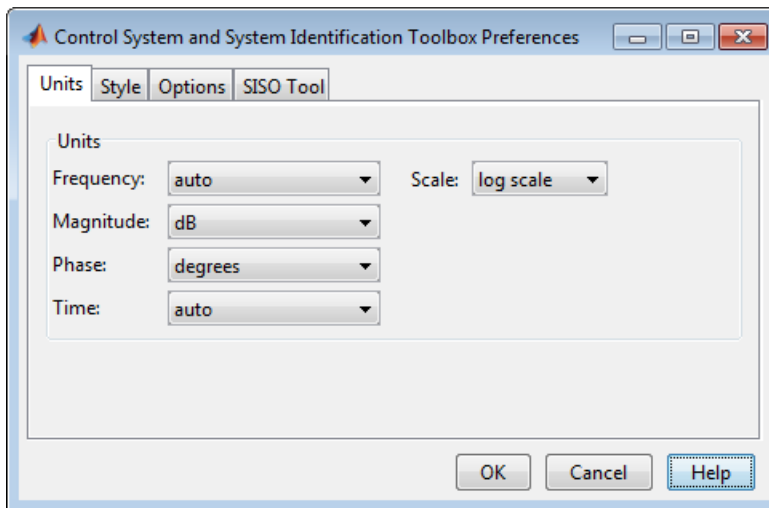 Control System and System Identification Toolbox Preferences
Units Style Options SISO Tool
Units
Frequency: auto Scale: log scale
Magnitude: dB
Phase: degrees
Time: auto
OK Cancel Help